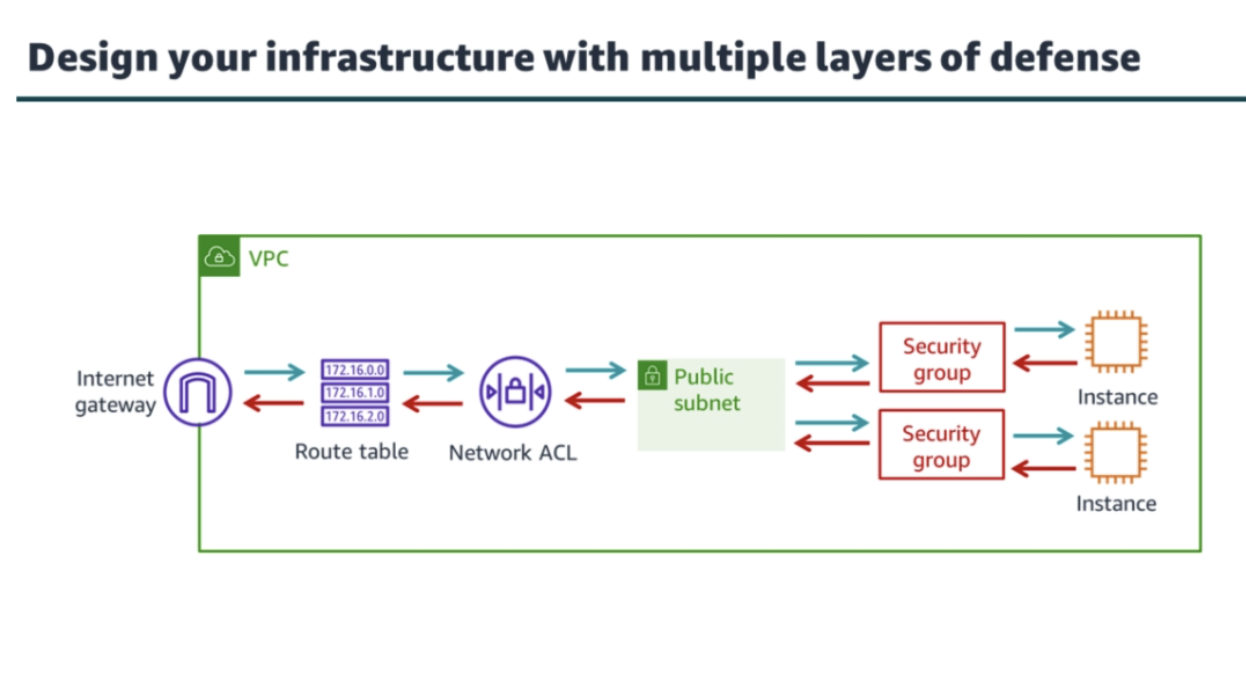 Design your infrastructure with multiple layers of defense
VPC
Internet
gateway
172.16.0.0
172.16.1.0
172.16.2.0
Route table
Network ACL
Public
subnet
Security
group
Instance
Security
group
Instance